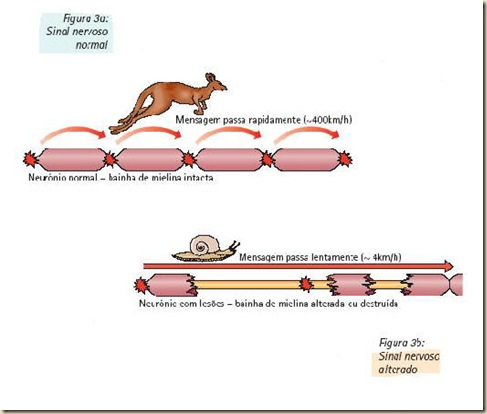 Figura 3a:
Sinal nervoso
normal
Mensagem passa rapidamente (~400km/h)
Neurônio normal – bainha de mielina intacta
Mensagem passa lentamente (~ 4km/h)
Neurônio com lesões – bainha de mielina alterada ou destruída
Figura 3b:
Sinal nervoso
alterado